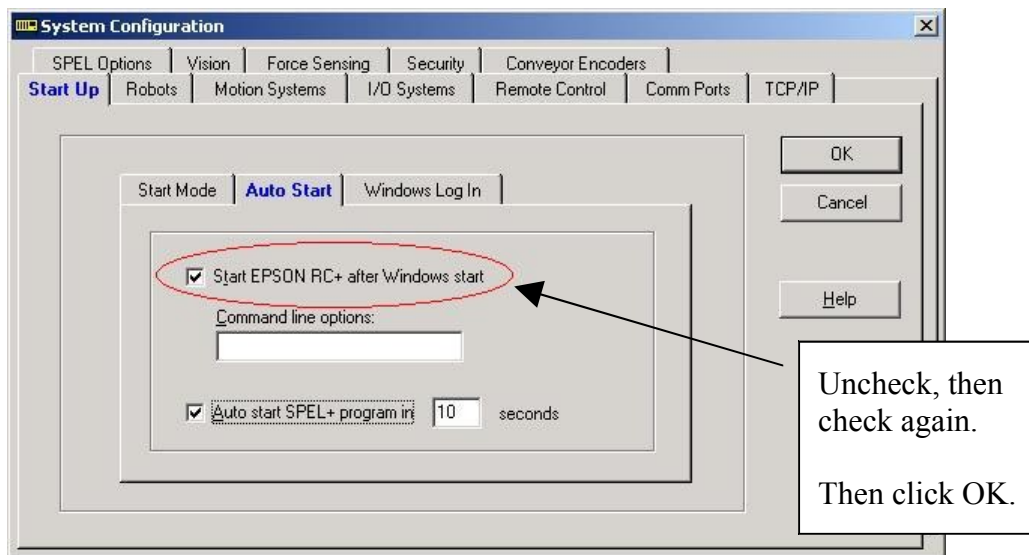 System Configuration
SPEL Options Vision Force Sensing Security Conveyor Encoders
Start Up Robots Motion Systems I/O Systems Remote Control Comm Ports TCP/IP
OK
Start Mode Auto Start Windows Log In
Cancel
Start EPSON RC+ after Windows start
Help
Command line options:
Uncheck, then
check again.
Auto start SPEL+ program in 10 seconds
Then click OK.